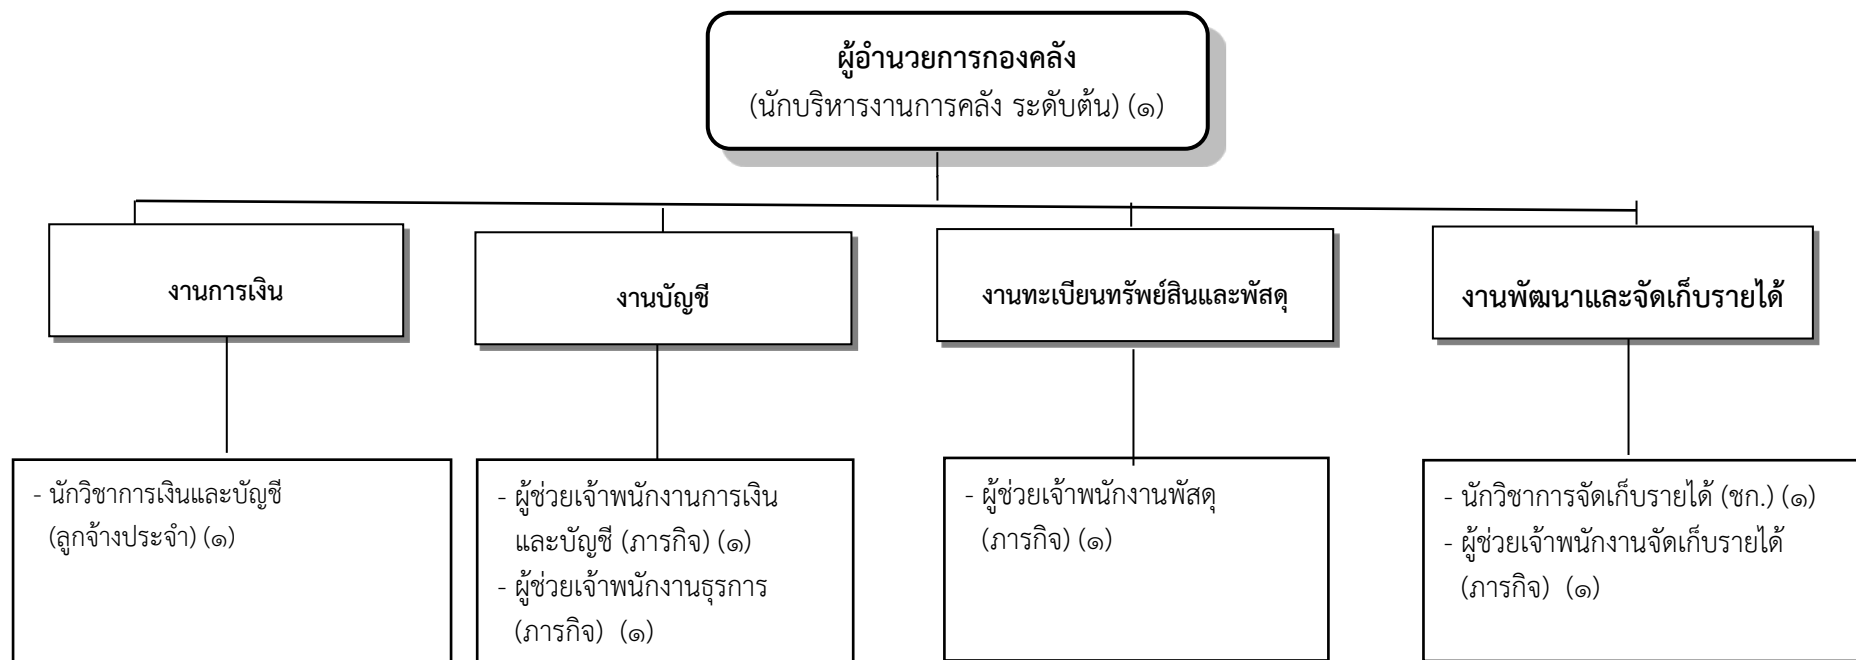 ผู้อำนวยการกองคลัง
(นักบริหารงานการคลัง ระดับต้น) (๑)
งานการเงิน
งานบัญชี
งานทะเบียนทรัพย์สินและพัสดุ
งานพัฒนาและจัดเก็บรายได้
- นักวิชาการเงินและบัญชี
(ลูกจ้างประจำ) (๑)
- ผู้ช่วยเจ้าพนักงานการเงิน
และบัญชี (ภารกิจ) (๑)
- ผู้ช่วยเจ้าพนักงานธุรการ
(ภารกิจ) (๑)
- ผู้ช่วยเจ้าพนักงานพัสดุ
(ภารกิจ) (๑)
- นักวิชาการจัดเก็บรายได้ (ชก.) (๑)
- ผู้ช่วยเจ้าพนักงานจัดเก็บรายได้
(ภารกิจ) (๑)